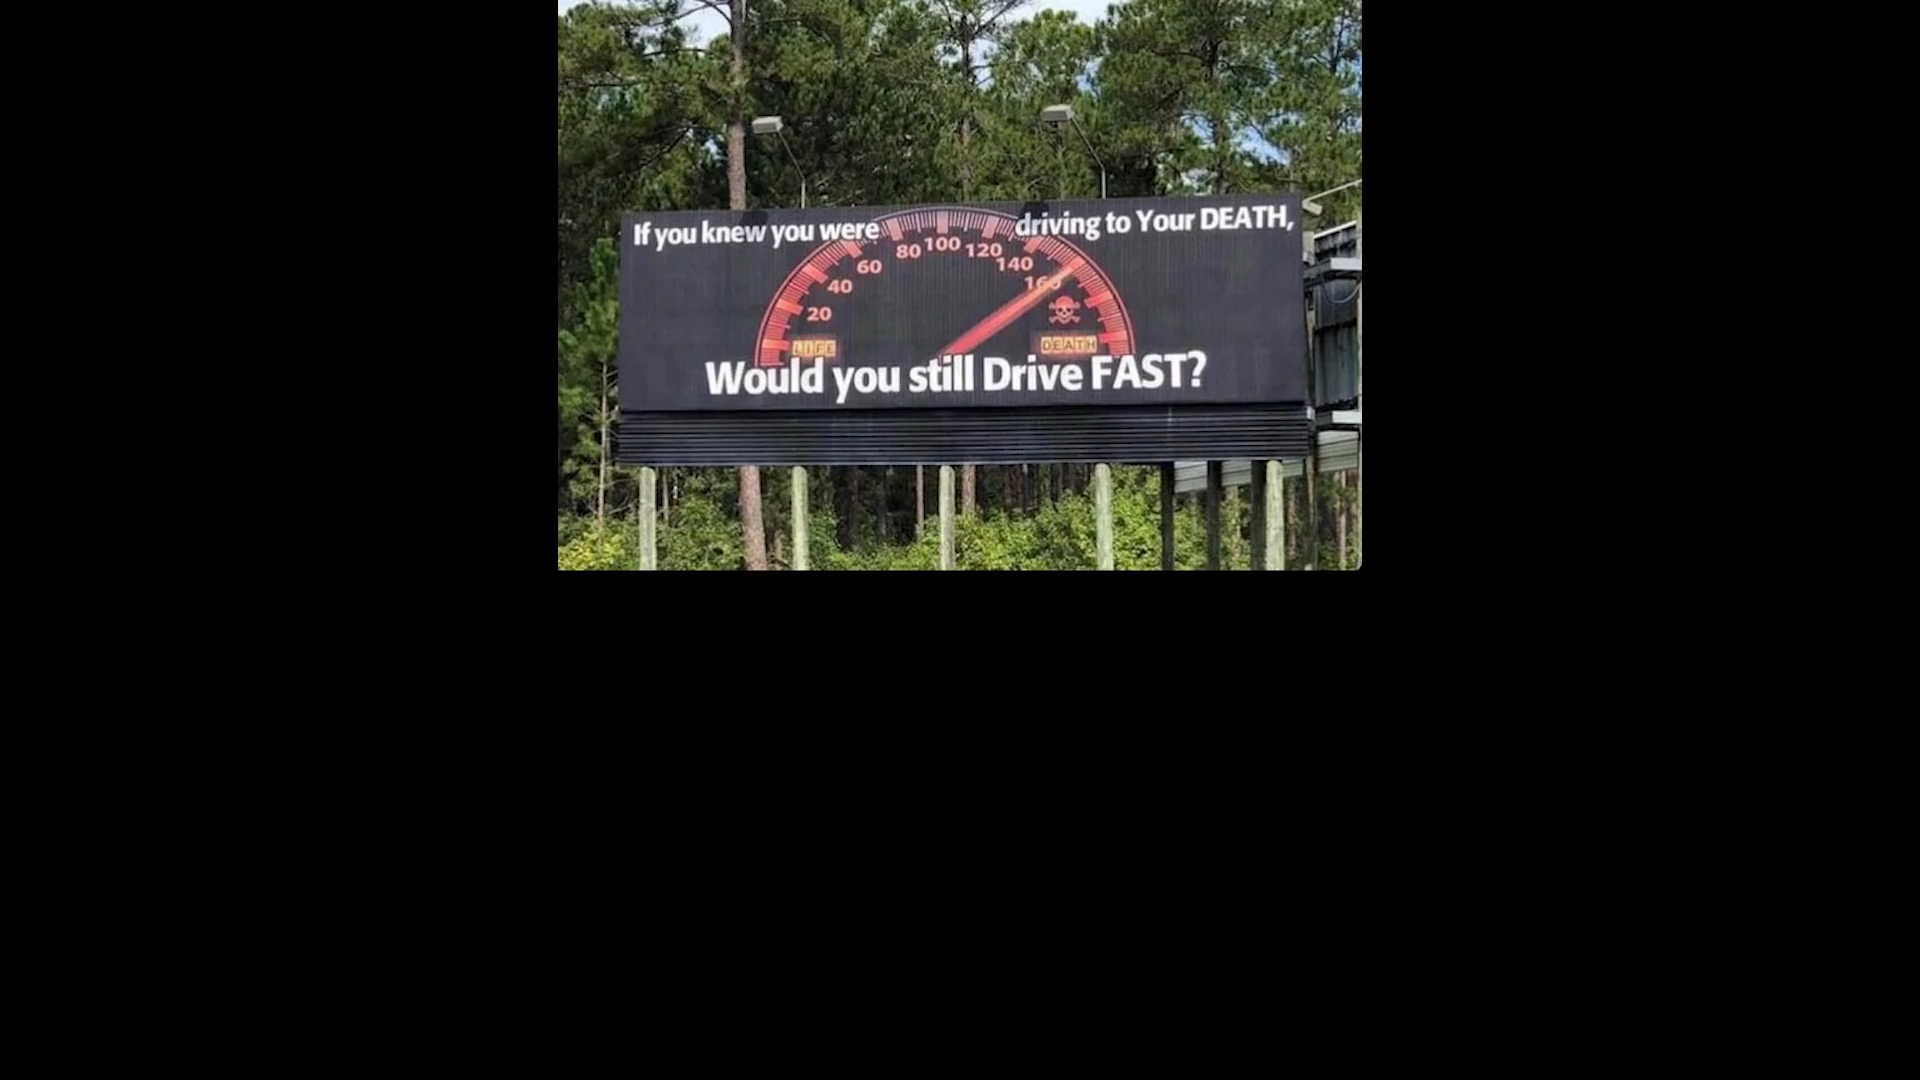 If you knew you were driving to Your DEATH,
80 100 120
60 140
40 160
20
LIFE DEATH
Would you still Drive FAST?